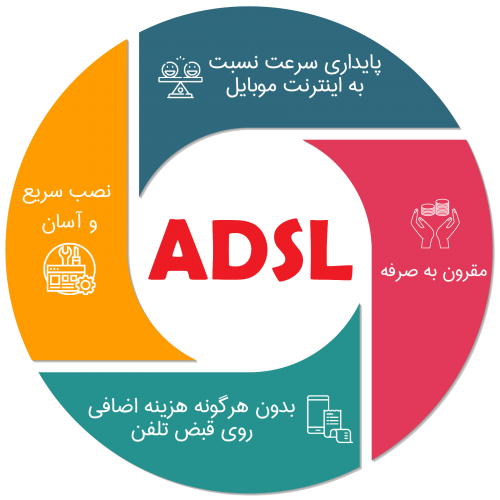 پایداری سرعت نسبت
به اینترنت موبایل
مقرون به صرفه
بدون هرگونه هزینه اضافی
روی قبض تلفن
نصب سریع
و آسان
ADSL